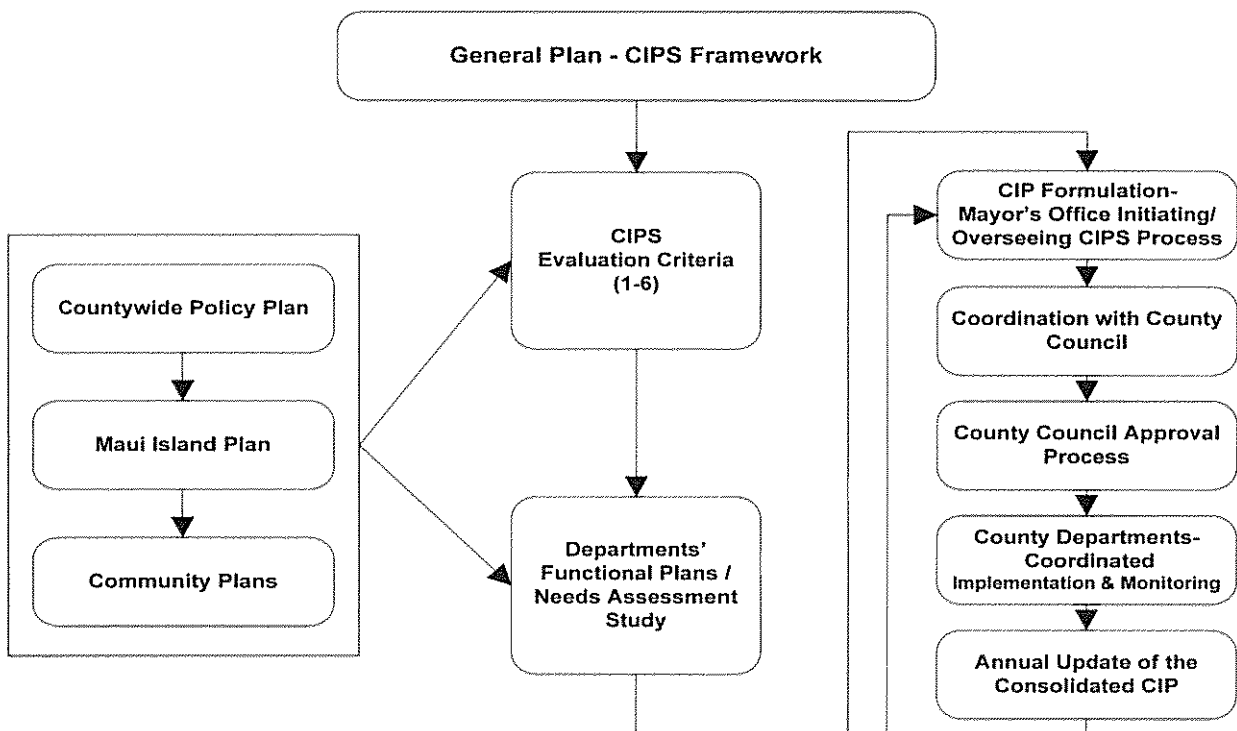 General Plan - CIPS Framework
Countywide Policy Plan
Maui Island Plan
Community Plans
CIPS
Evaluation Criteria
(1-6)
Departments'
Functional Plans /
Needs Assessment
Study
CIP Formulation-
Mayor's Office Initiating/
Overseeing CIPS Process
Coordination with County
Council
County Council Approval
Process
County Departments-
Coordinated
Implementation & Monitoring
Annual Update of the
Consolidated CIP